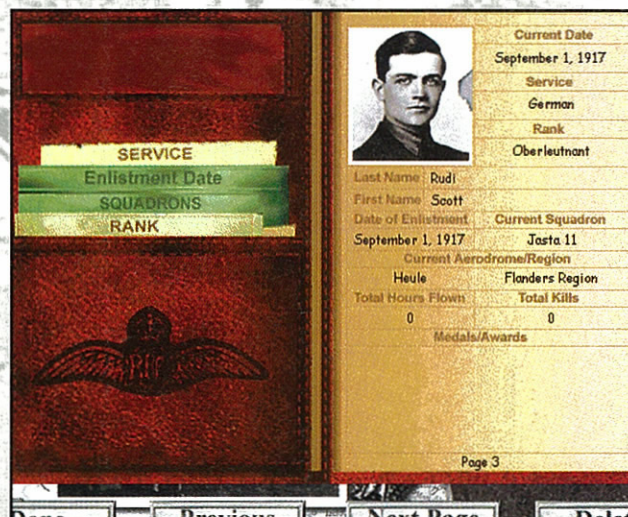 SERVICE
Enlistment Date
SQUADRONS
RANK
Current Date
September 1, 1917
Service
German
Rank
Oberleutnant
Last Name Rudi
First Name Scott
Date of Enlistment Current Squadron
September 1, 1917 Jasta 11
Current Aerodrome/Region
Heule Flanders Region
Total Hours Flown Total Kills
0 0
Medals/Awards
Page 3
Previous Next Page